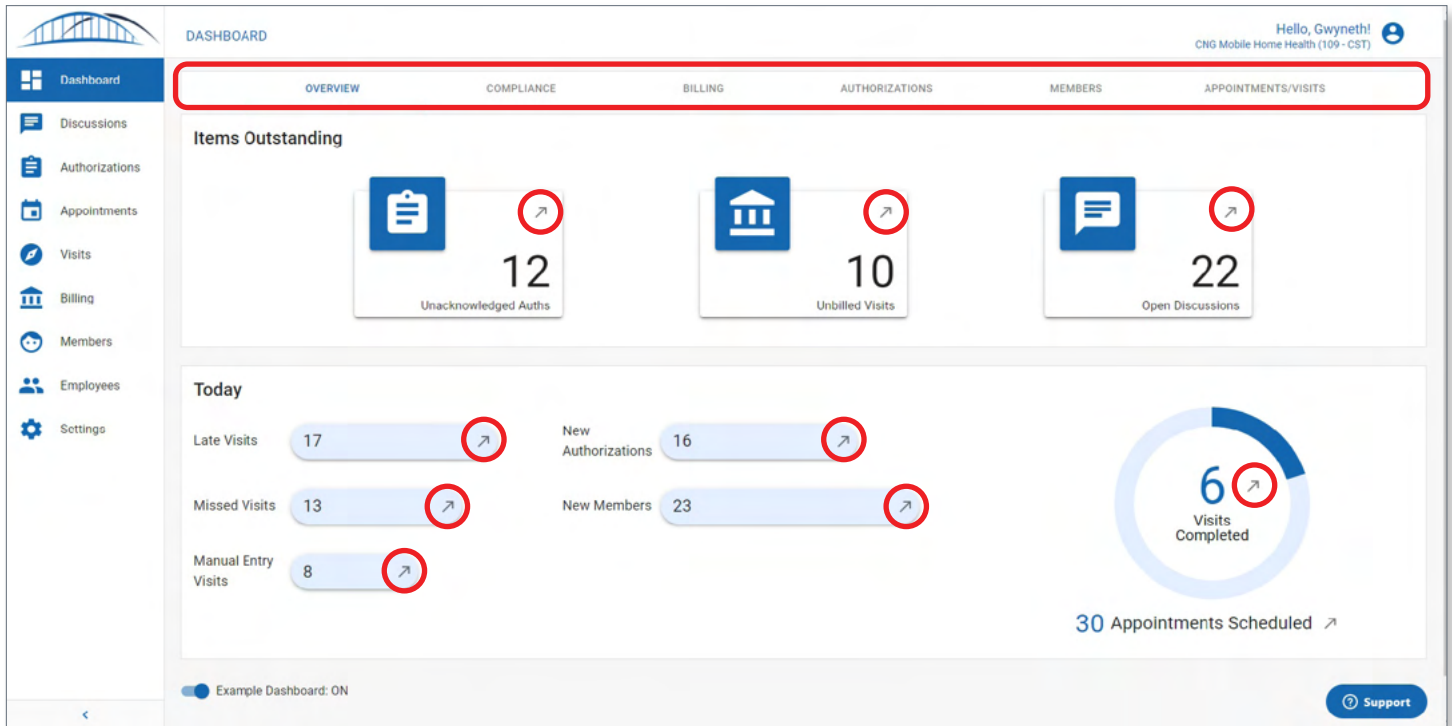 DASHBOARD
Hello, Gwyneth!
CNG Mobile Home Health (109 - CST)
Dashboard
Discussions
Authorizations
Appointments
Visits
Billing
Members
Employees
Settings
OVERVIEW COMPLIANCE BILLING AUTHORIZATIONS MEMBERS APPOINTMENTS/VISITS
Items Outstanding
12
Unacknowledged Auths
10
Unbilled Visits
22
Open Discussions
Today
Late Visits 17
Missed Visits 13
Manual Entry
Visits 8
New
Authorizations 16
New Members 23
6
Visits
Completed
30 Appointments Scheduled
Example Dashboard: ON
Support